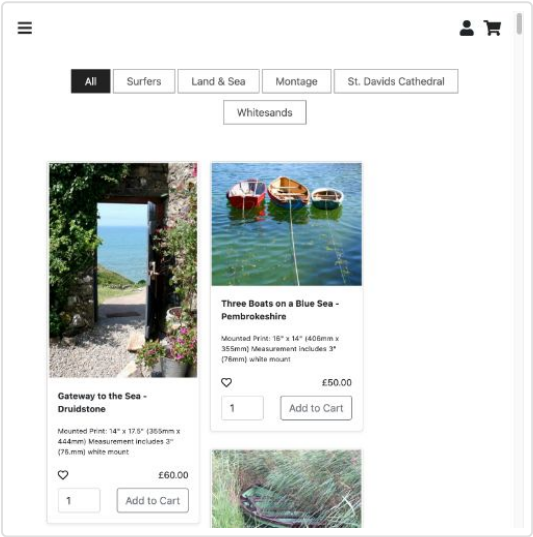 All
Surfers
Land & Sea
Montage
St. Davids Cathedral
Whitesands
Gateway to the Sea -
Druidstone
Mounted Print: 14" x 17.5" (355mm x
444mm) Measurement includes 3"
(76.mm) white mount
£60.00
1
Add to Cart
Three Boats on a Blue Sea -
Pembrokeshire
Mounted Print: 16" x 14" (406mm x
355mm) Measurement includes 3"
(76mm) white mount
£50.00
1
Add to Cart